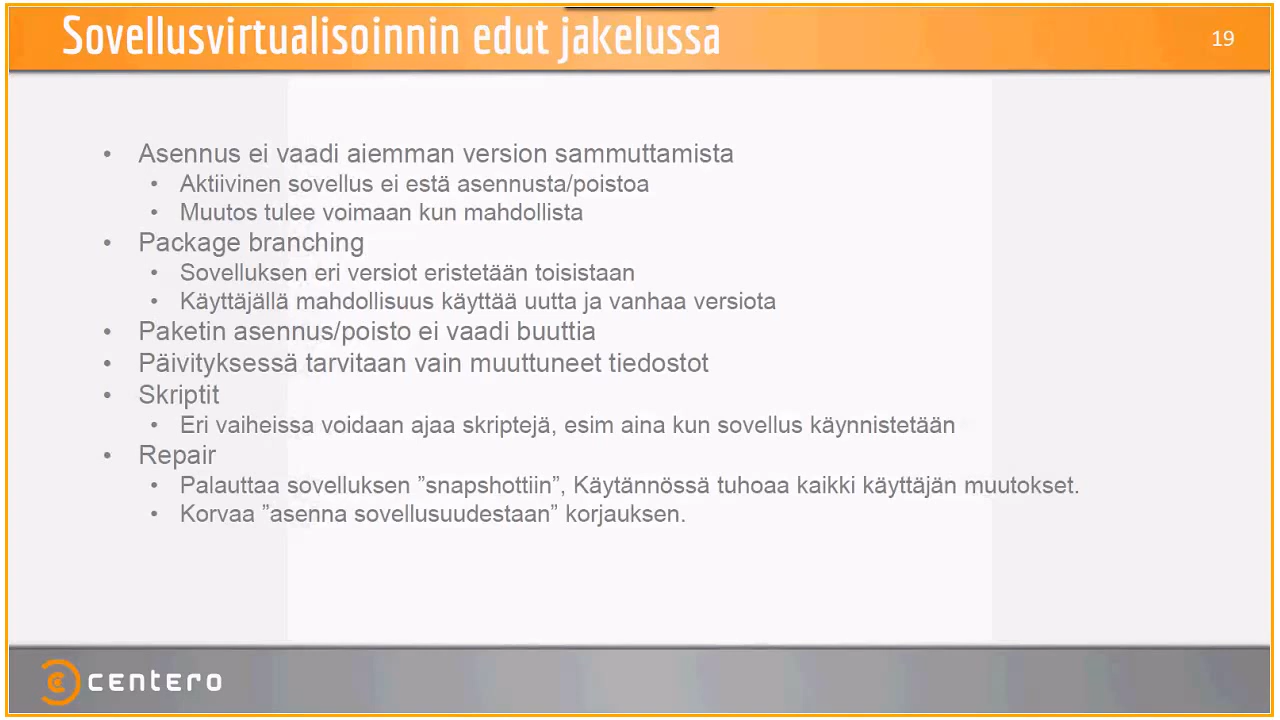 Sovellusvirtualisoinnin edut jakelussa
19
• Asennus ei vaadi aiemman version sammuttamista
• Aktiivinen sovellus ei estä asennusta/poistoa
• Muutos tulee voimaan kun mahdollista
• Package branching
• Sovelluksen eri versiot eristetään toisistaan
• Käyttäjällä mahdollisuus käyttää uutta ja vanhaa versiota
• Paketin asennus/poisto ei vaadi buuttia
• Päivityksessä tarvitaan vain muuttuneet tiedostot
• Skriptit
• Eri vaiheissa voidaan ajaa skriptejä, esim aina kun sovellus käynnistetään
• Repair
• Palauttaa sovelluksen ”snapshottiin”, Käytännössä tuhoaa kaikki käyttäjän muutokset.
• Korvaa ”asenna sovellusuudestaan” korjauksen.
centero